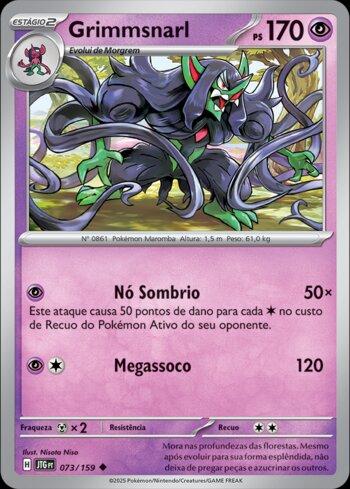 ESTÁGIO 2
Grimmsnarl
PS 170
Evolui de Morgrem
Nº 0861 Pokémon Maromba Altura: 1,5 m Peso: 61,0 kg
Nó Sombrio 50×
Este ataque causa 50 pontos de dano para cada no custo
de Recuo do Pokémon Ativo do seu oponente.
Megassoco 120
Fraqueza ×2 Resistência Recuo
Ilust. Nisota Niso
H JTG PT 073/159
Mora nas profundezas das florestas. Mesmo
após evoluir para sua forma esplêndida, não
deixa de pregar peças e azucrinar os outros.
©2025 Pokémon/Nintendo/Creatures/GAME FREAK